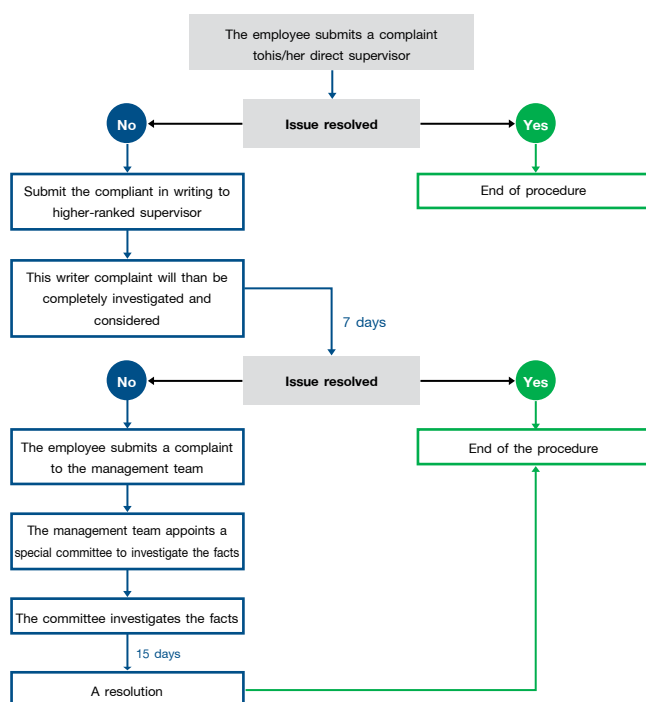 The employee submits a complaint
tohis/her direct supervisor
No
Issue resolved
Yes
Submit the compliant in writing to
higher-ranked supervisor
End of procedure
This writer complaint will than be
completely investigated and
considered
7 days
No
Issue resolved
Yes
The employee submits a complaint
to the management team
End of the procedure
The management team appoints a
special committee to investigate the facts
The committee investigates the facts
15 days
A resolution